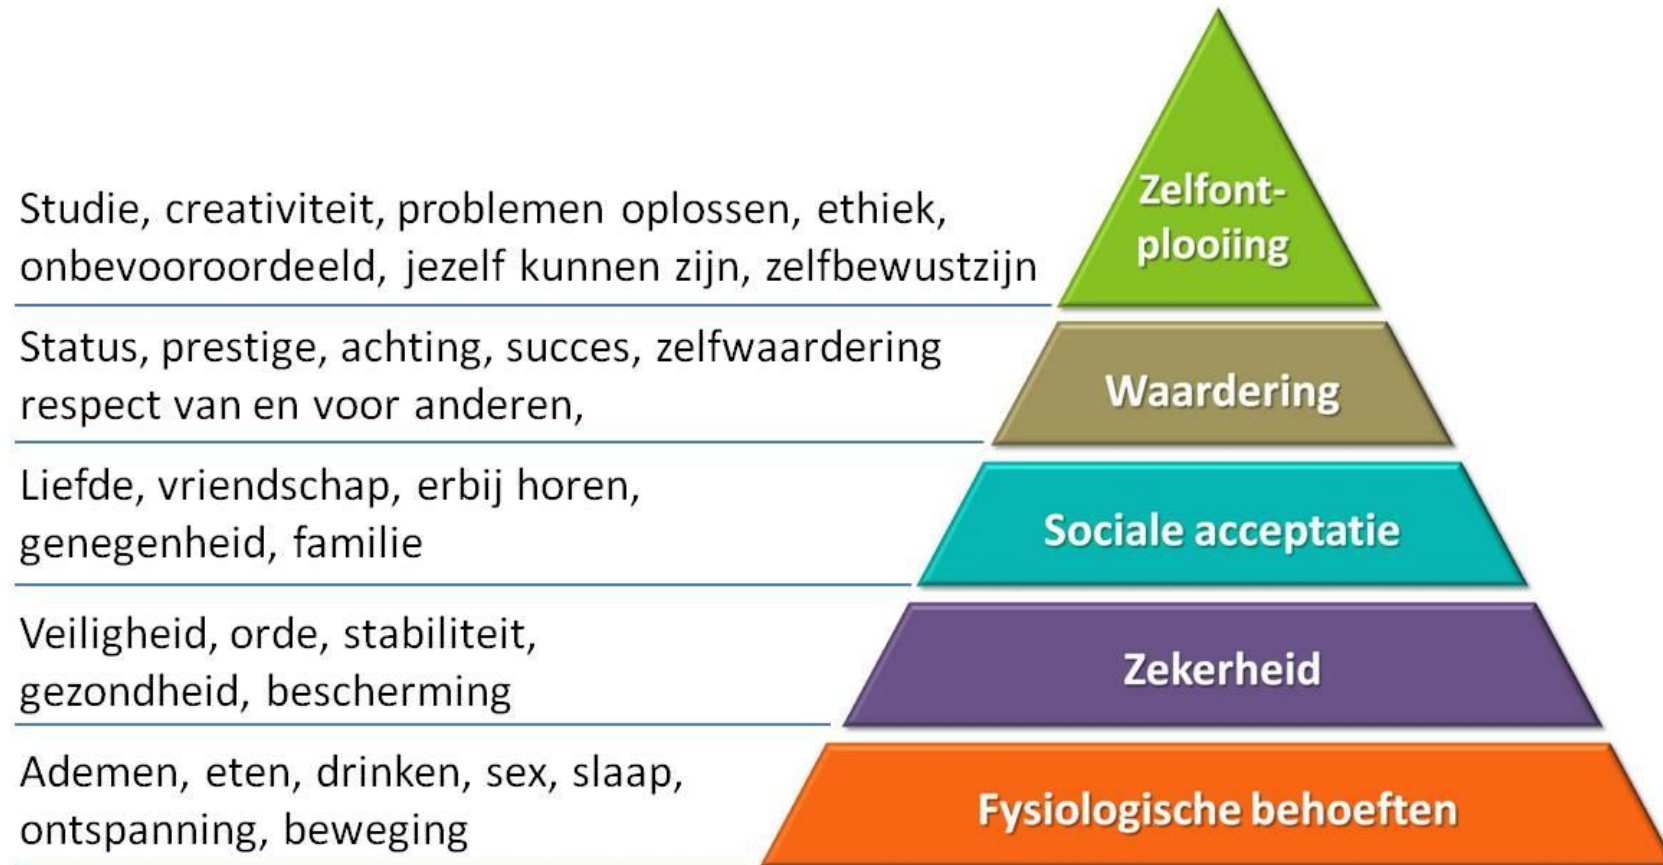 Studie, creativiteit, problemen oplossen, ethiek,
onbevooroordeeld, jezelf kunnen zijn, zelfbewustzijn
Zelfont-
plooiing
Status, prestige, achting, succes, zelfwaardering
respect van en voor anderen,
Waardering
Liefde, vriendschap, erbij horen,
genegenheid, familie
Sociale acceptatie
Veiligheid, orde, stabiliteit,
gezondheid, bescherming
Zekerheid
Ademen, eten, drinken, sex, slaap,
ontspanning, beweging
Fysiologische behoeften